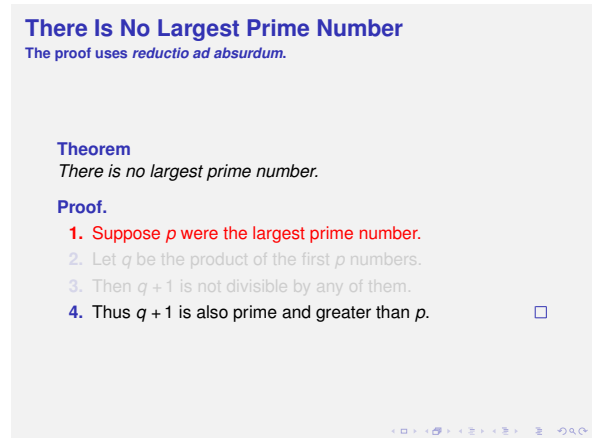 There Is No Largest Prime Number
The proof uses reductio ad absurdum.
Theorem
There is no largest prime number.
Proof.
1. Suppose p were the largest prime number.
2. Let q be the product of the first p numbers.
3. Then q + 1 is not divisible by any of them.
4. Thus q + 1 is also prime and greater than p.